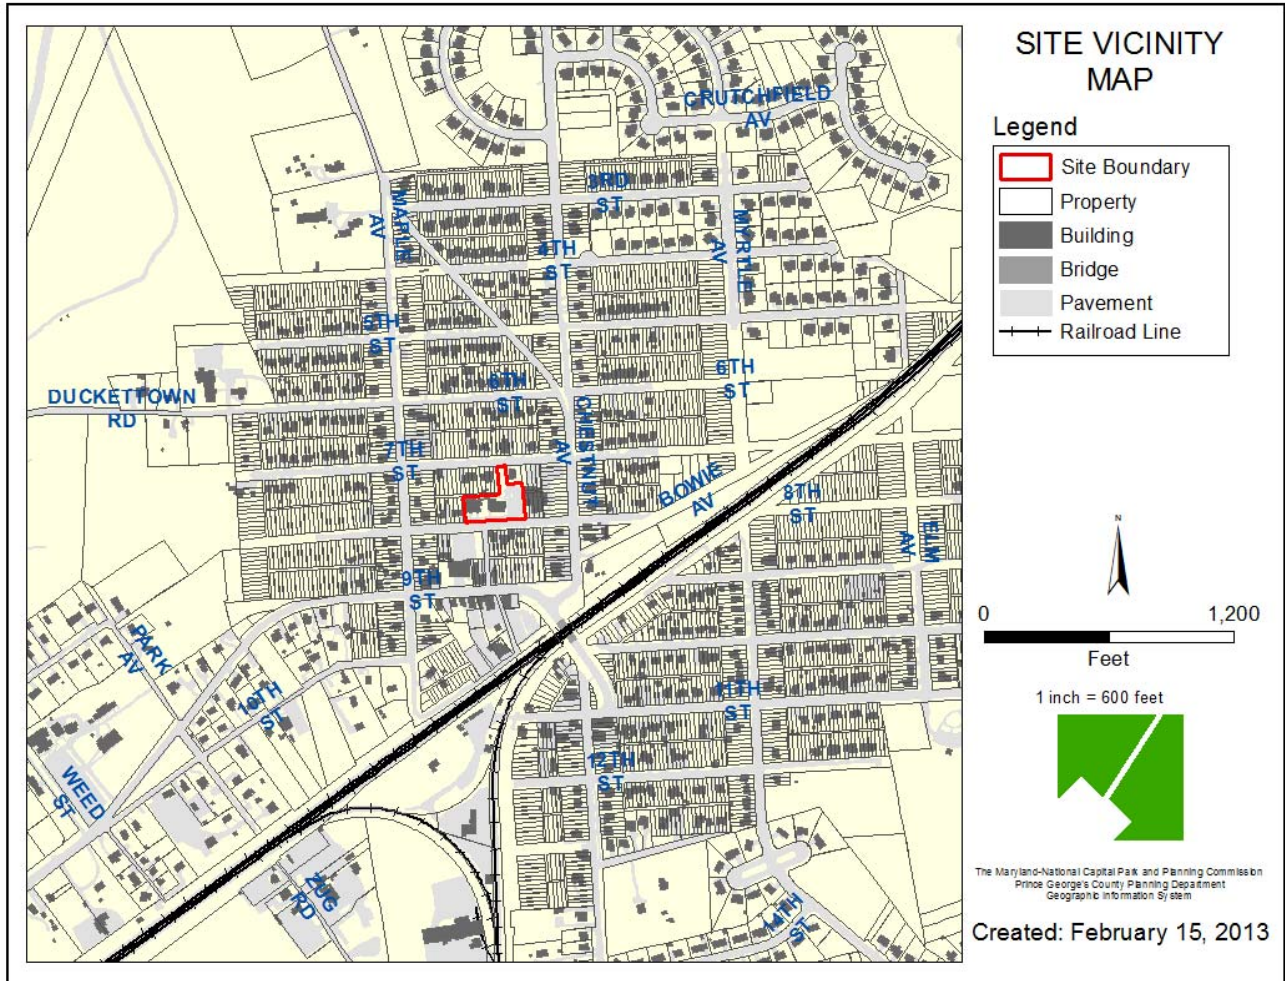 SITE VICINITY
MAP
Legend
Site Boundary
Property
Building
Bridge
Pavement
Railroad Line
N
0 1,200
Feet
1 inch = 600 feet
The Maryland-National Capital Park and Planning Commission
Prince George's County Planning Department
Geographic Information System
Created: February 15, 2013
CRUTCHFIELD
AV
3RD
ST
MAPLE
AV
MYRTLE
AV
4TH
ST
5TH
ST
6TH
ST
6TH
ST
DUCKETTOWN
RD
CHESTNUT
AV
7TH
ST
BOWIE
AV
8TH
ST
ELM
AV
9TH
ST
PARK
AV
10TH
ST
11TH
ST
12TH
ST
WEED
ST
ZUG
RD
14TH
ST